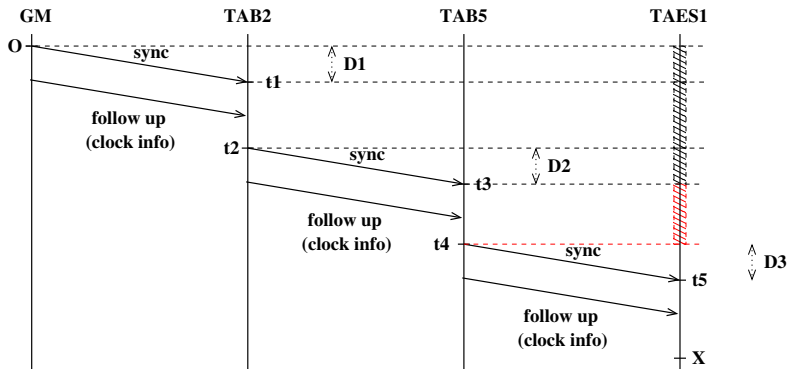 GM TAB2 TAB5 TAES1
O
sync
D1
t1
follow up
(clock info)
t2
sync
D2
t3
follow up
(clock info)
t4
sync
D3
t5
follow up
(clock info)
X